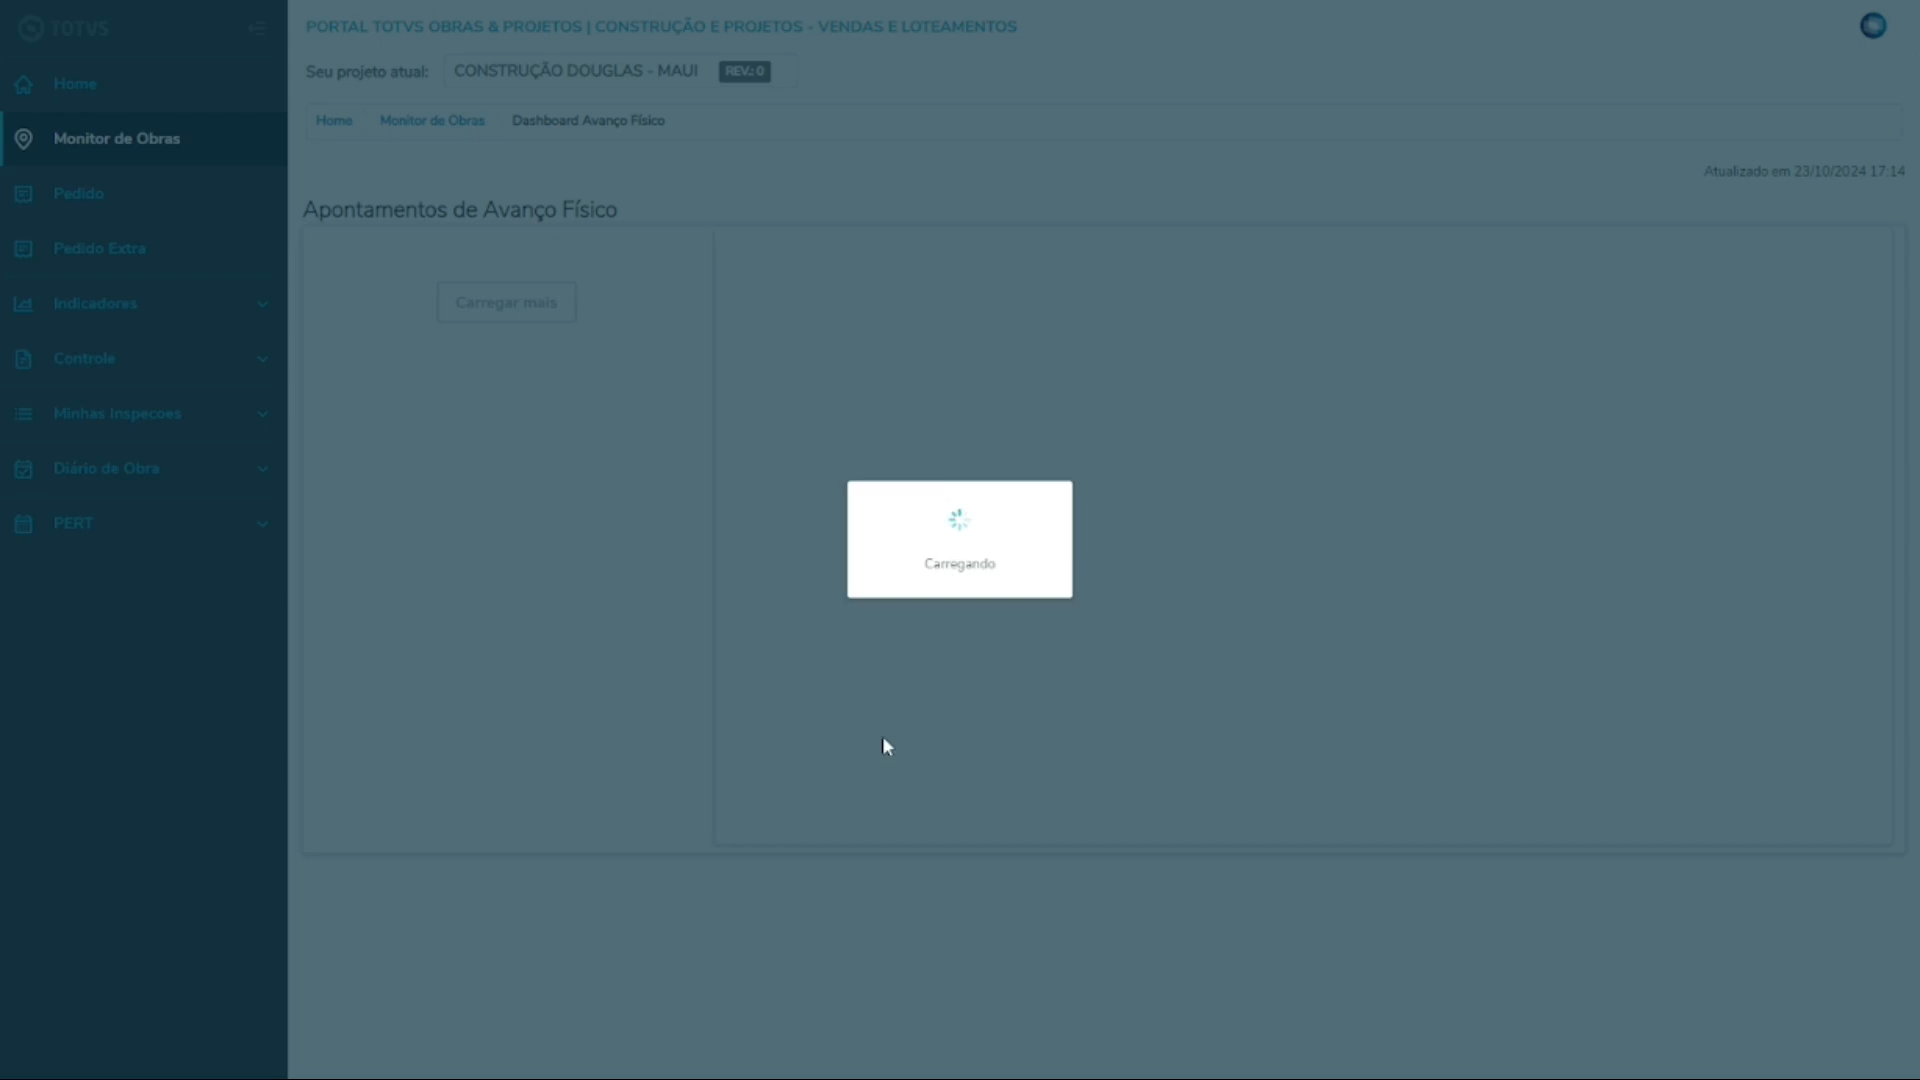 TOTVS
PORTAL TOTVS OBRAS & PROJETOS | CONSTRUÇÃO E PROJETOS - VENDAS E LOTEAMENTOS
Seu projeto atual: CONSTRUÇÃO DOUGLAS - MAUI REV.: 0
Home
Monitor de Obras
Pedido
Pedido Extra
Indicadores
Controle
Minhas Inspecoes
Diário de Obra
PERT
Home Monitor de Obras Dashboard Avanço Físico
Atualizado em 23/10/2024 17:14
Apontamentos de Avanço Físico
Carregar mais
Carregando